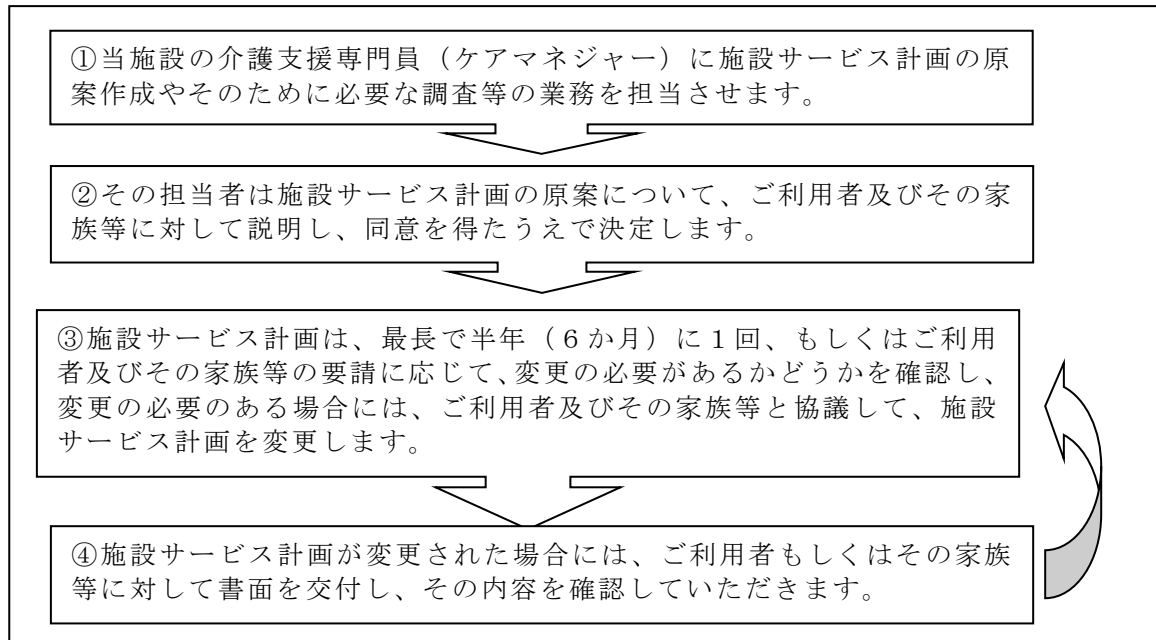 ①当施設の介護支援専門員（ケアマネジャー）に施設サービス計画の原
案作成やそのために必要な調査等の業務を担当させます。
②その担当者は施設サービス計画の原案について、ご利用者及びその家
族等に対して説明し、同意を得たうえで決定します。
③施設サービス計画は、最長で半年（６か月）に１回、もしくはご利用
者及びその家族等の要請に応じて、変更の必要があるかどうかを確認し、
変更の必要のある場合には、ご利用者及びその家族等と協議して、施設
サービス計画を変更します。
④施設サービス計画が変更された場合には、ご利用者もしくはその家族
等に対して書面を交付し、その内容を確認していただきます。